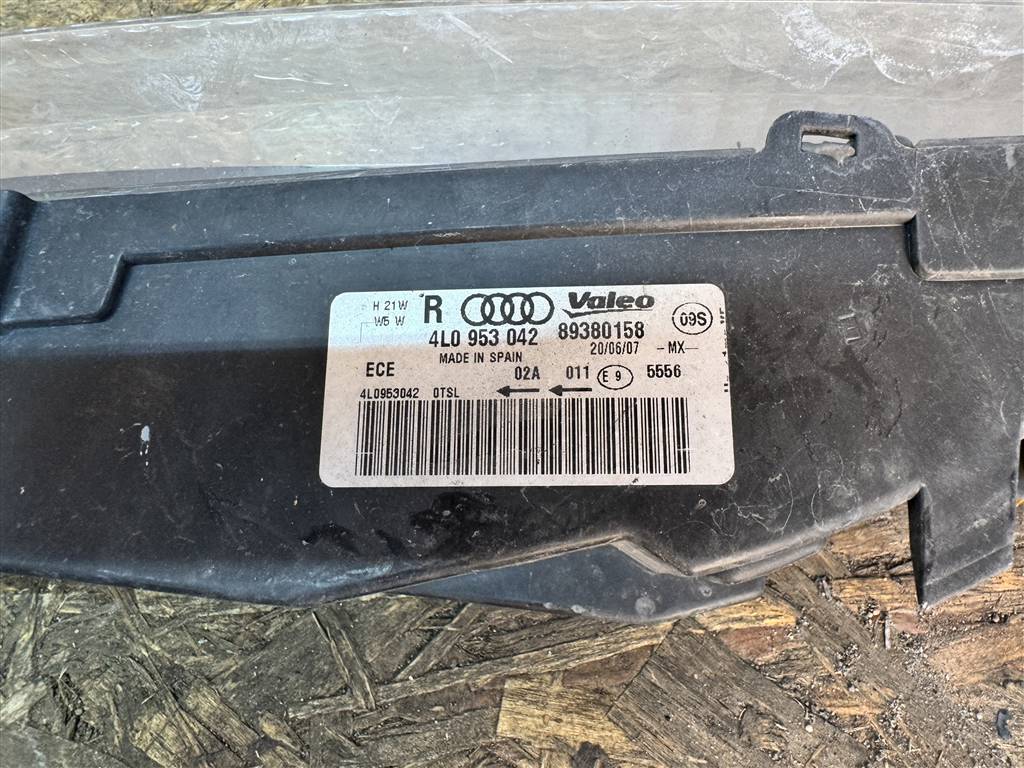 H 21W
W5 W
R Valeo
4L0 953 042 89380158 09S
MADE IN SPAIN 20/06/07 -MX-
ECE 02A 011 E 9 5556
4L0953042 0TSL